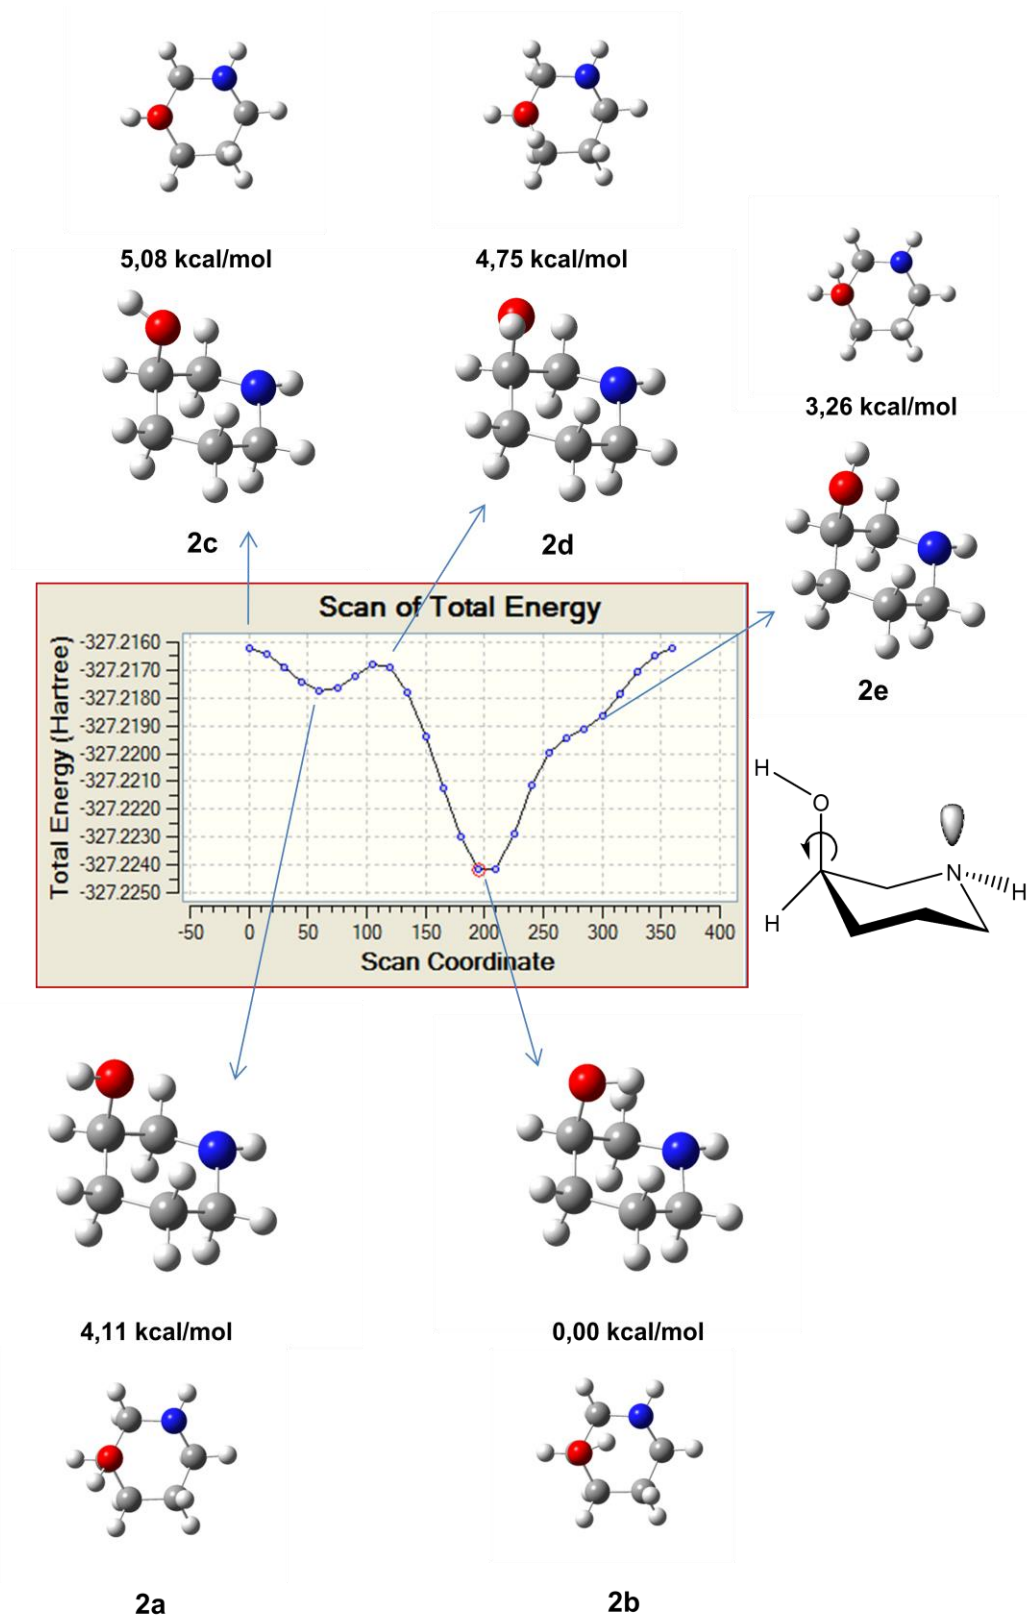 5,08 kcal/mol
4,75 kcal/mol
3,26 kcal/mol
2c
2d
2e
Scan of Total Energy
Total Energy (Hartree)
-327.2160
-327.2170
-327.2180
-327.2190
-327.2200
-327.2210
-327.2220
-327.2230
-327.2240
-327.2250
-50 0 50 100 150 200 250 300 350 400
Scan Coordinate
H
O
N
H
H
4,11 kcal/mol
0,00 kcal/mol
2a
2b